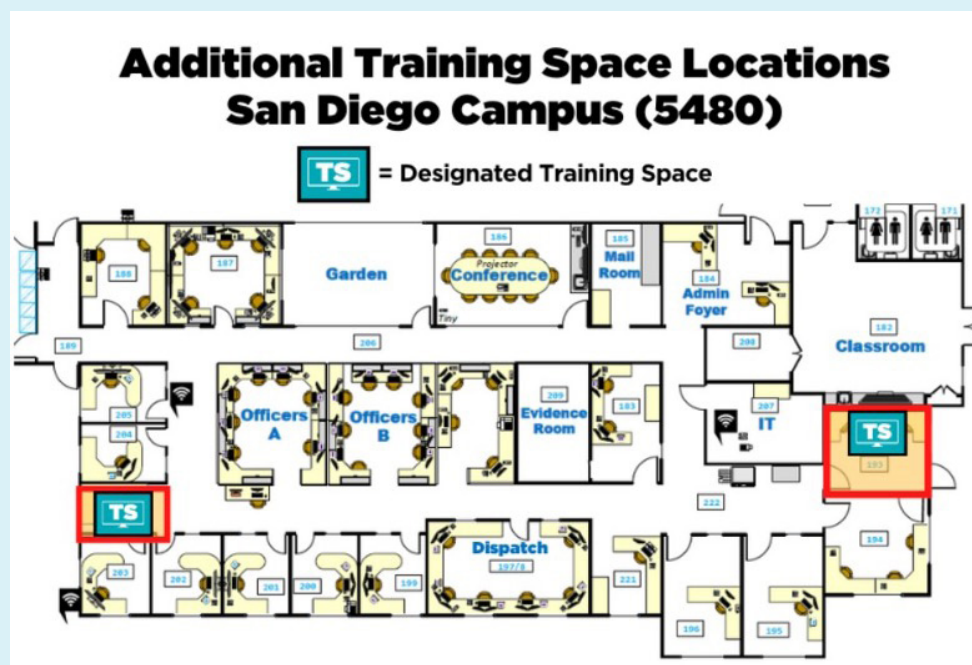 Additional Training Space Locations
San Diego Campus (5480)
TS = Designated Training Space
172
171
188
187
Garden
186
Projector
Conference
Tiny
185
Mail
Room
184
Admin
Foyer
182
Classroom
189
206
208
205
204
Officers
A
Officers
B
209
Evidence
Room
183
207
IT
TS
193
TS
222
203
202
201
200
199
Dispatch
197/8
221
196
195
194